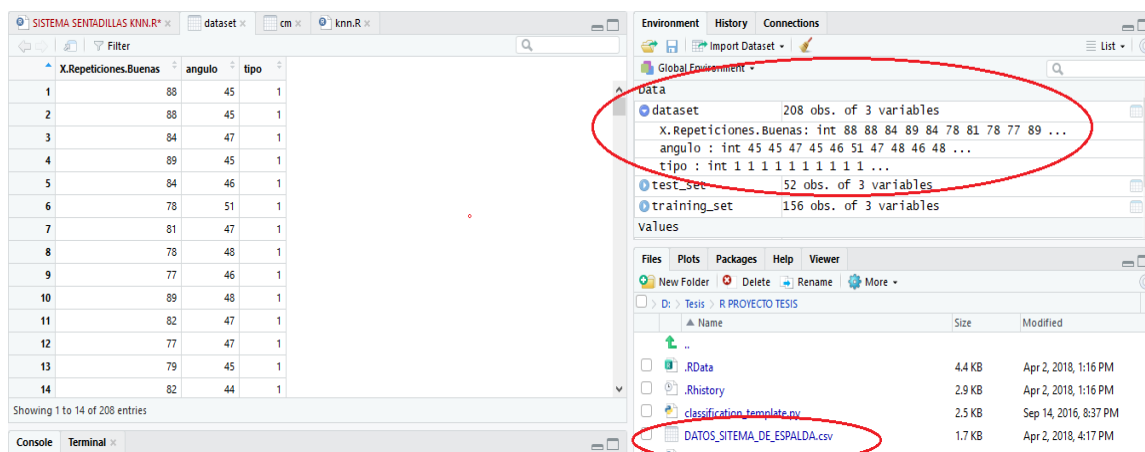 SISTEMA SENTADILLAS KNN.R* × dataset × cm × knn.R ×
Filter
X.Repeticiones.Buenas angulo tipo
1 88 45 1
2 88 45 1
3 84 47 1
4 89 45 1
5 84 46 1
6 78 51 1
7 81 47 1
8 78 48 1
9 77 46 1
10 89 48 1
11 82 47 1
12 77 47 1
13 79 45 1
14 82 44 1
Showing 1 to 14 of 208 entries
Console Terminal ×
Environment History Connections
Import Dataset List
Global Environment
Data
dataset 208 obs. of 3 variables
X.Repeticiones.Buenas: int 88 88 84 89 84 78 81 78 77 89 ...
angulo : int 45 45 47 45 46 51 47 48 46 48 ...
tipo : int 1 1 1 1 1 1 1 1 1 1 ...
test_set 52 obs. of 3 variables
training_set 156 obs. of 3 variables
Values
Files Plots Packages Help Viewer
New Folder Delete Rename More
D: > Tesis > R PROYECTO TESIS
Name Size Modified
..
.RData 4.4 KB Apr 2, 2018, 1:16 PM
.Rhistory 2.9 KB Apr 2, 2018, 1:16 PM
classification_template.py 2.5 KB Sep 14, 2016, 8:37 PM
DATOS_SITEMA_DE_ESPALDA.csv 1.7 KB Apr 2, 2018, 4:17 PM